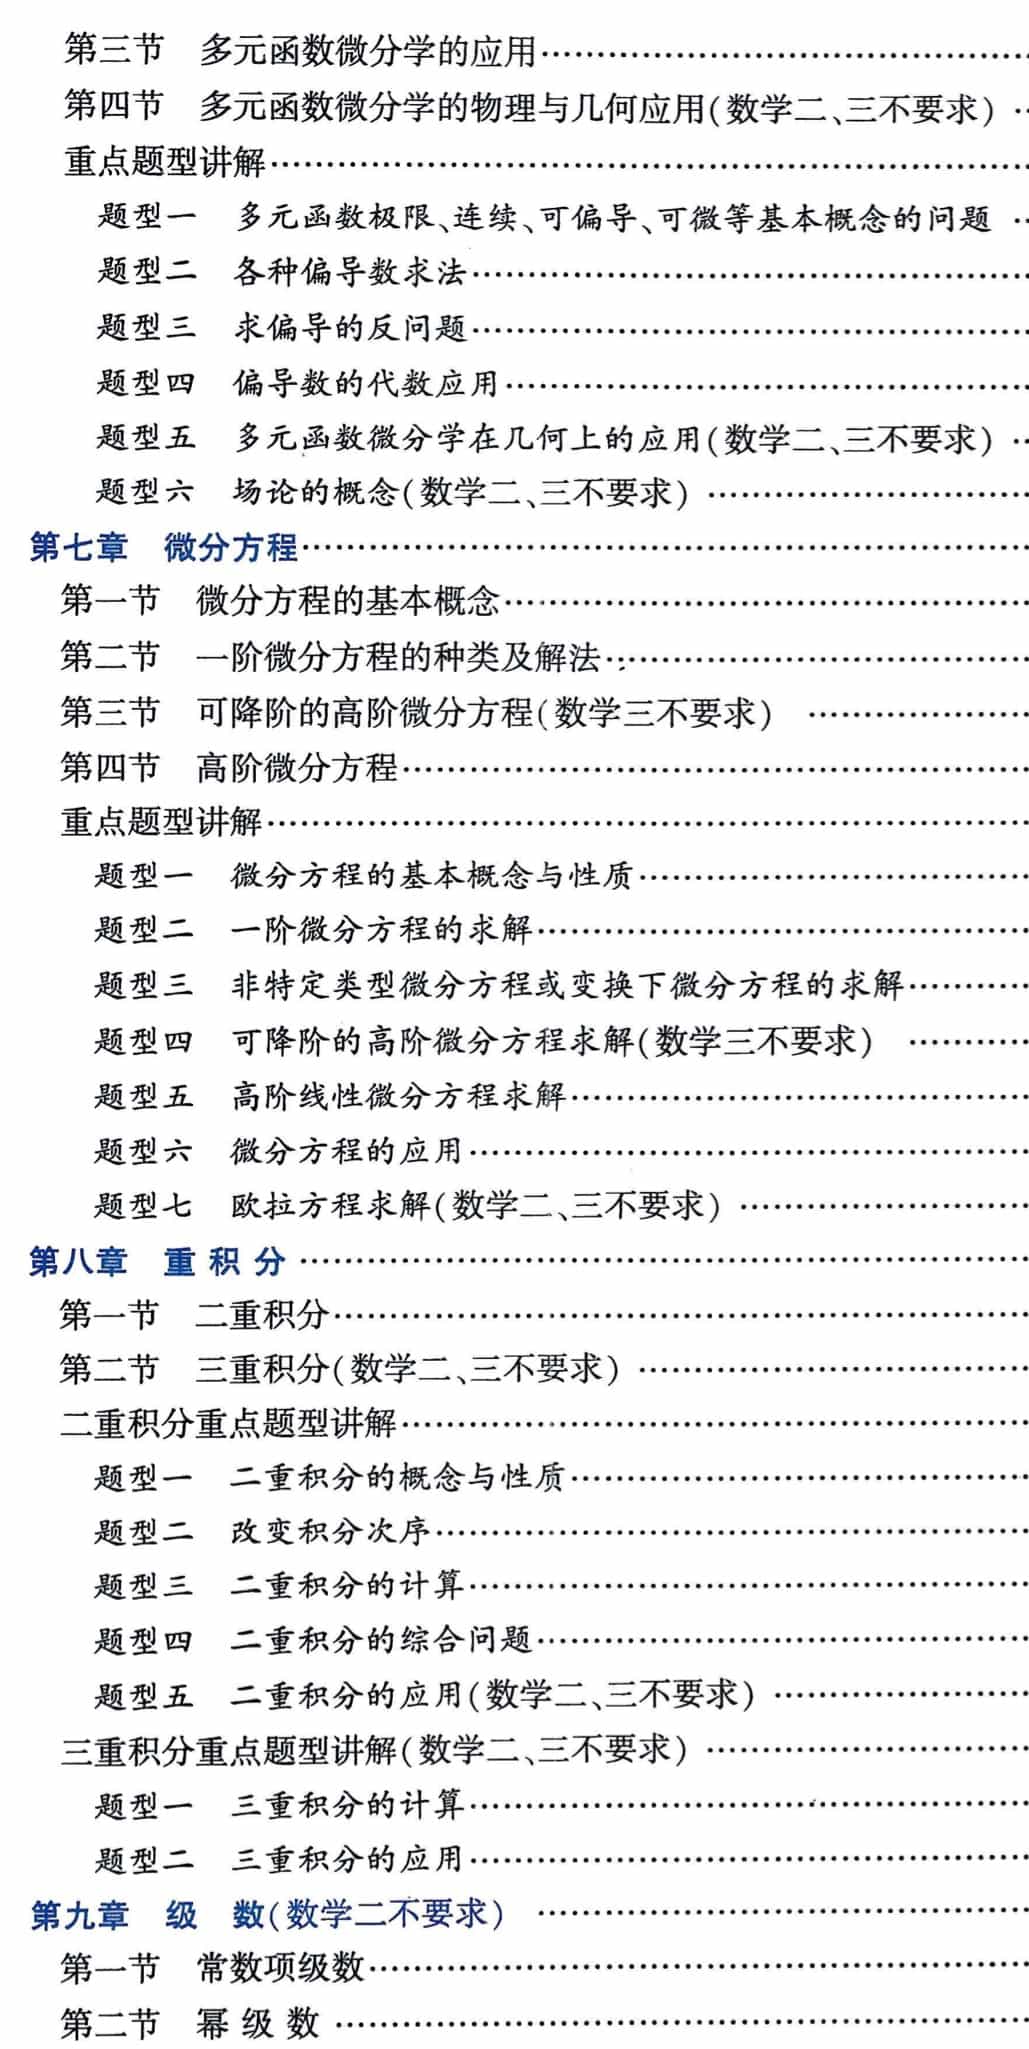 第三节 多元函数微分学的应用
第四节 多元函数微分学的物理与几何应用(数学二、三不要求)
重点题型讲解
题型一 多元函数极限、连续、可偏导、可微等基本概念的问题
题型二 各种偏导数求法
题型三 求偏导的反问题
题型四 偏导数的代数应用
题型五 多元函数微分学在几何上的应用(数学二、三不要求)
题型六 场论的概念(数学二、三不要求)
第七章 微分方程
第一节 微分方程的基本概念
第二节 一阶微分方程的种类及解法
第三节 可降阶的高阶微分方程(数学三不要求)
第四节 高阶微分方程
重点题型讲解
题型一 微分方程的基本概念与性质
题型二 一阶微分方程的求解
题型三 非特定类型微分方程或变换下微分方程的求解
题型四 可降阶的高阶微分方程求解(数学三不要求)
题型五 高阶线性微分方程求解
题型六 微分方程的应用
题型七 欧拉方程求解(数学二、三不要求)
第八章 重 积 分
第一节 二重积分
第二节 三重积分(数学二、三不要求)
二重积分重点题型讲解
题型一 二重积分的概念与性质
题型二 改变积分次序
题型三 二重积分的计算
题型四 二重积分的综合问题
题型五 二重积分的应用(数学二、三不要求)
三重积分重点题型讲解(数学二、三不要求)
题型一 三重积分的计算
题型二 三重积分的应用
第九章 级 数(数学二不要求)
第一节 常数项级数
第二节 幂 级 数